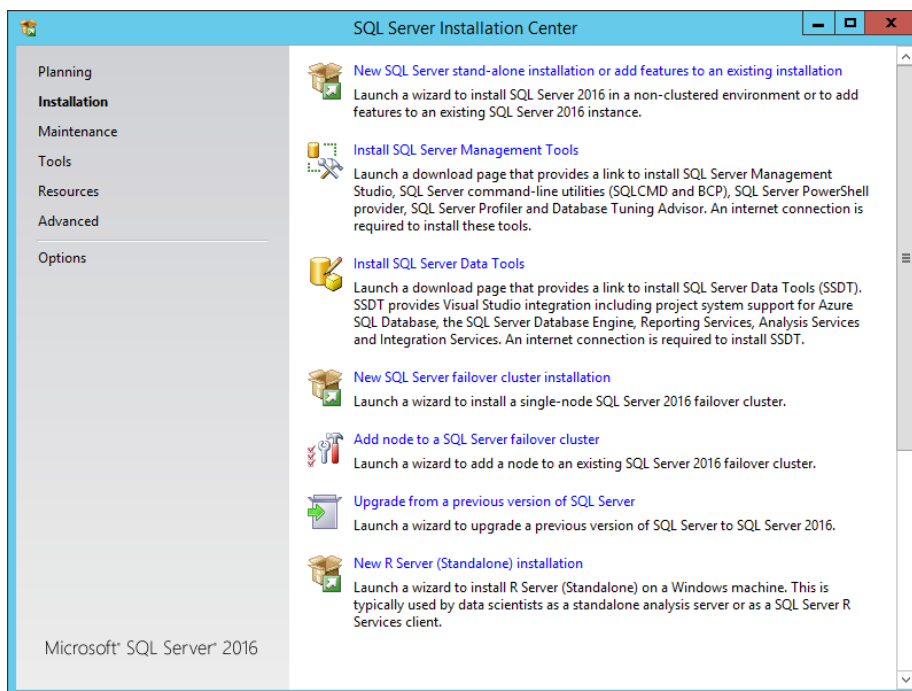 SQL Server Installation Center
Planning
Installation
Maintenance
Tools
Resources
Advanced
Options
Microsoft® SQL Server® 2016
New SQL Server stand-alone installation or add features to an existing installation
Launch a wizard to install SQL Server 2016 in a non-clustered environment or to add
features to an existing SQL Server 2016 instance.
Install SQL Server Management Tools
Launch a download page that provides a link to install SQL Server Management
Studio, SQL Server command-line utilities (SQLCMD and BCP), SQL Server PowerShell
provider, SQL Server Profiler and Database Tuning Advisor. An internet connection is
required to install these tools.
Install SQL Server Data Tools
Launch a download page that provides a link to install SQL Server Data Tools (SSDT).
SSDT provides Visual Studio integration including project system support for Azure
SQL Database, the SQL Server Database Engine, Reporting Services, Analysis Services
and Integration Services. An internet connection is required to install SSDT.
New SQL Server failover cluster installation
Launch a wizard to install a single-node SQL Server 2016 failover cluster.
Add node to a SQL Server failover cluster
Launch a wizard to add a node to an existing SQL Server 2016 failover cluster.
Upgrade from a previous version of SQL Server
Launch a wizard to upgrade a previous version of SQL Server to SQL Server 2016.
New R Server (Standalone) installation
Launch a wizard to install R Server (Standalone) on a Windows machine. This is
typically used by data scientists as a standalone analysis server or as a SQL Server R
Services client.